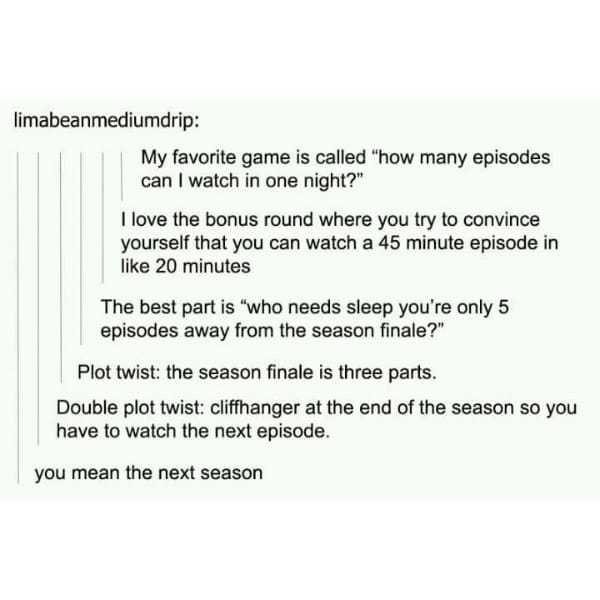 limabeanmediumdrip:
My favorite game is called “how many episodes
can I watch in one night?”
I love the bonus round where you try to convince
yourself that you can watch a 45 minute episode in
like 20 minutes
The best part is “who needs sleep you're only 5
episodes away from the season finale?”
Plot twist: the season finale is three parts.
Double plot twist: cliffhanger at the end of the season so you
have to watch the next episode.
you mean the next season